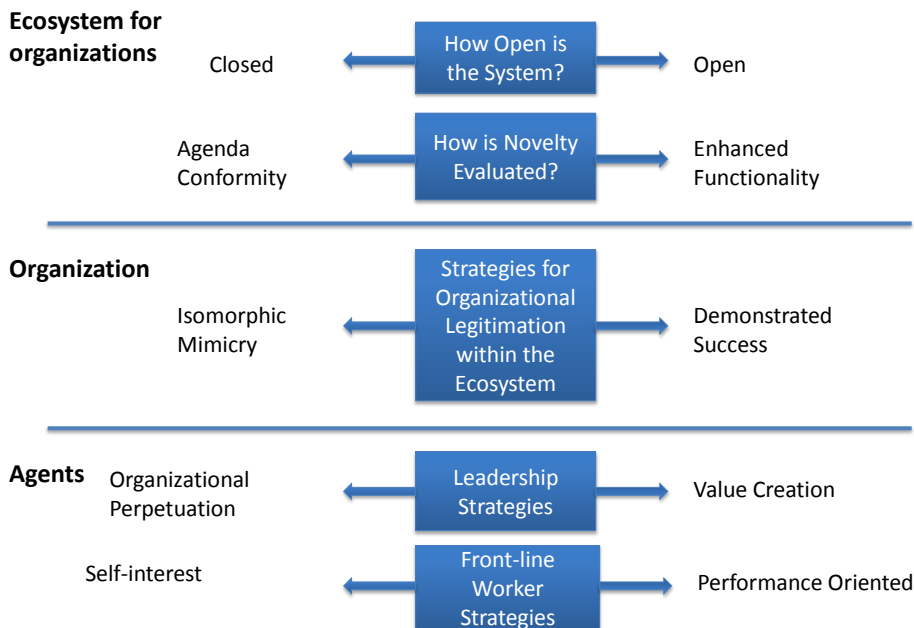 Ecosystem for
organizations
Closed
How Open is
the System?
Open
Agenda
Conformity
How is Novelty
Evaluated?
Enhanced
Functionality
Organization
Isomorphic
Mimicry
Strategies for
Organizational
Legitimation
within the
Ecosystem
Demonstrated
Success
Agents
Organizational
Perpetuation
Leadership
Strategies
Value Creation
Self-interest
Front-line
Worker
Strategies
Performance Oriented